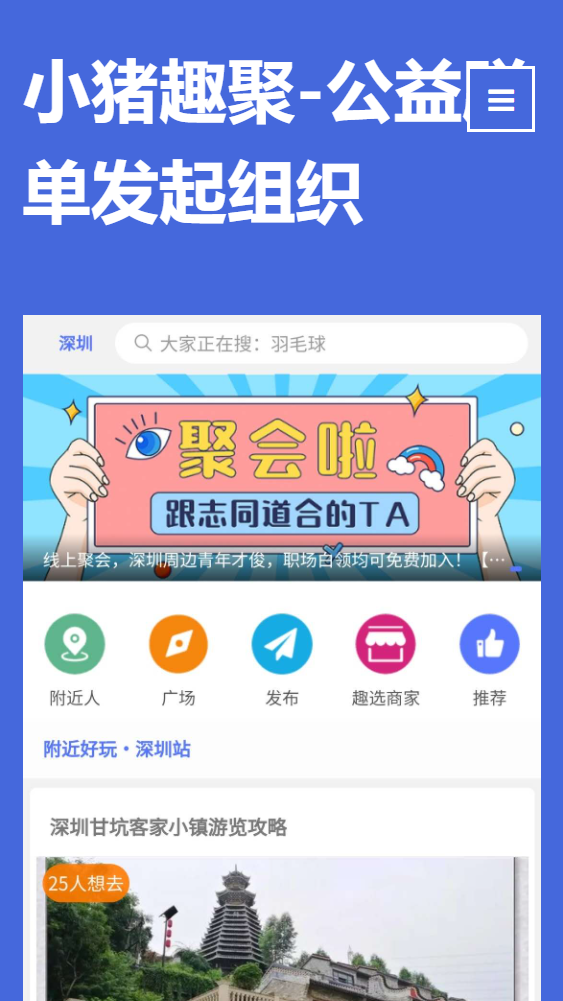 小猪趣聚-公益
单发起组织
深圳
大家正在搜：羽毛球
聚会啦
跟志同道合的TA
线上聚会，深圳周边青年才俊，职场白领均可免费加入！【…
附近人
广场
发布
趣选商家
推荐
附近好玩·深圳站
深圳甘坑客家小镇游览攻略
25人想去